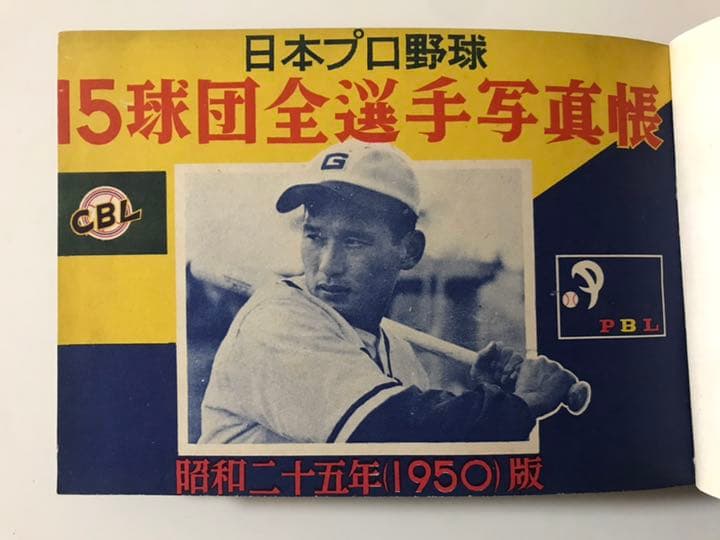 日本プロ野球
15球団全選手写真帳
G
CBL
PBL
昭和二十五年(1950)版